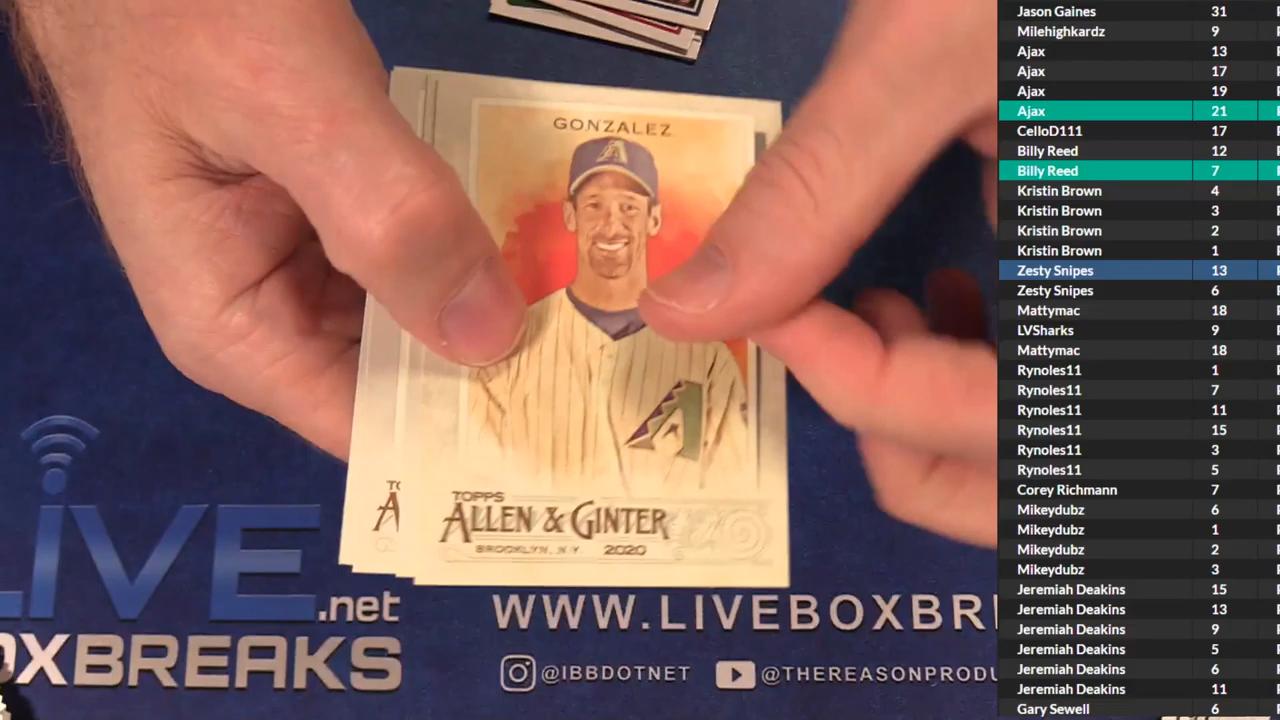 GONZALEZ
A
A
TOPPS
ALLEN & GINTER
BROOKLYN, N.Y 2020
TO
A
LiVE.net
OXBREAKS
WWW.LIVEBOXBR
@IBBDOTNET @THEREASONPRODU
Jason Gaines 31
Milehighkardz 9
Ajax 13
Ajax 17
Ajax 19
Ajax 21
CelloD111 17
Billy Reed 12
Billy Reed 7
Kristin Brown 4
Kristin Brown 3
Kristin Brown 2
Kristin Brown 1
Zesty Snipes 13
Zesty Snipes 6
Mattymac 18
LVSharks 9
Mattymac 18
Rynoles11 1
Rynoles11 7
Rynoles11 11
Rynoles11 15
Rynoles11 3
Rynoles11 5
Corey Richmann 7
Mikeydubz 6
Mikeydubz 1
Mikeydubz 2
Mikeydubz 3
Jeremiah Deakins 15
Jeremiah Deakins 13
Jeremiah Deakins 9
Jeremiah Deakins 5
Jeremiah Deakins 6
Jeremiah Deakins 11
Gary Sewell 6